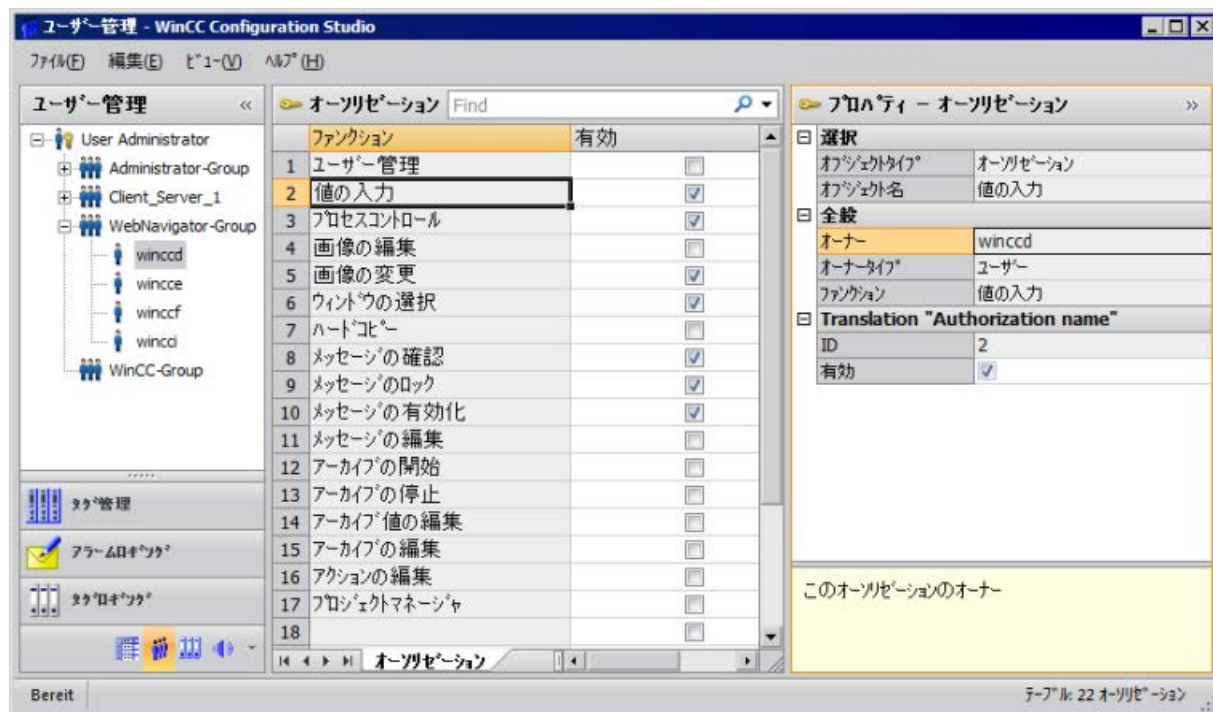 ユーザー管理 - WinCC Configuration Studio
ファイル(F) 編集(E) ビュー(V) ヘルプ(H)
ユーザー管理 «
User Administrator
Administrator-Group
Client_Server_1
WebNavigator-Group
winccd
wincce
winccf
wincci
WinCC-Group
タグ管理
アラームロギング
タグロギング
オーソリゼーション Find
ファンクション 有効
1 ユーザー管理
2 値の入力
3 プロセスコントロール
4 画像の編集
5 画像の変更
6 ウィンドウの選択
7 ハードコピー
8 メッセージの確認
9 メッセージのロック
10 メッセージの有効化
11 メッセージの編集
12 アーカイブの開始
13 アーカイブの停止
14 アーカイブ値の編集
15 アーカイブの編集
16 アクションの編集
17 プロジェクトマネージャ
18
オーソリゼーション
プロパティ - オーソリゼーション »
選択
オブジェクトタイプ オーソリゼーション
オブジェクト名 値の入力
全般
オーナー winccd
オーナータイプ ユーザー
ファンクション 値の入力
Translation "Authorization name"
ID 2
有効
このオーソリゼーションのオーナー
Bereit
テーブル: 22 オーソリゼーション